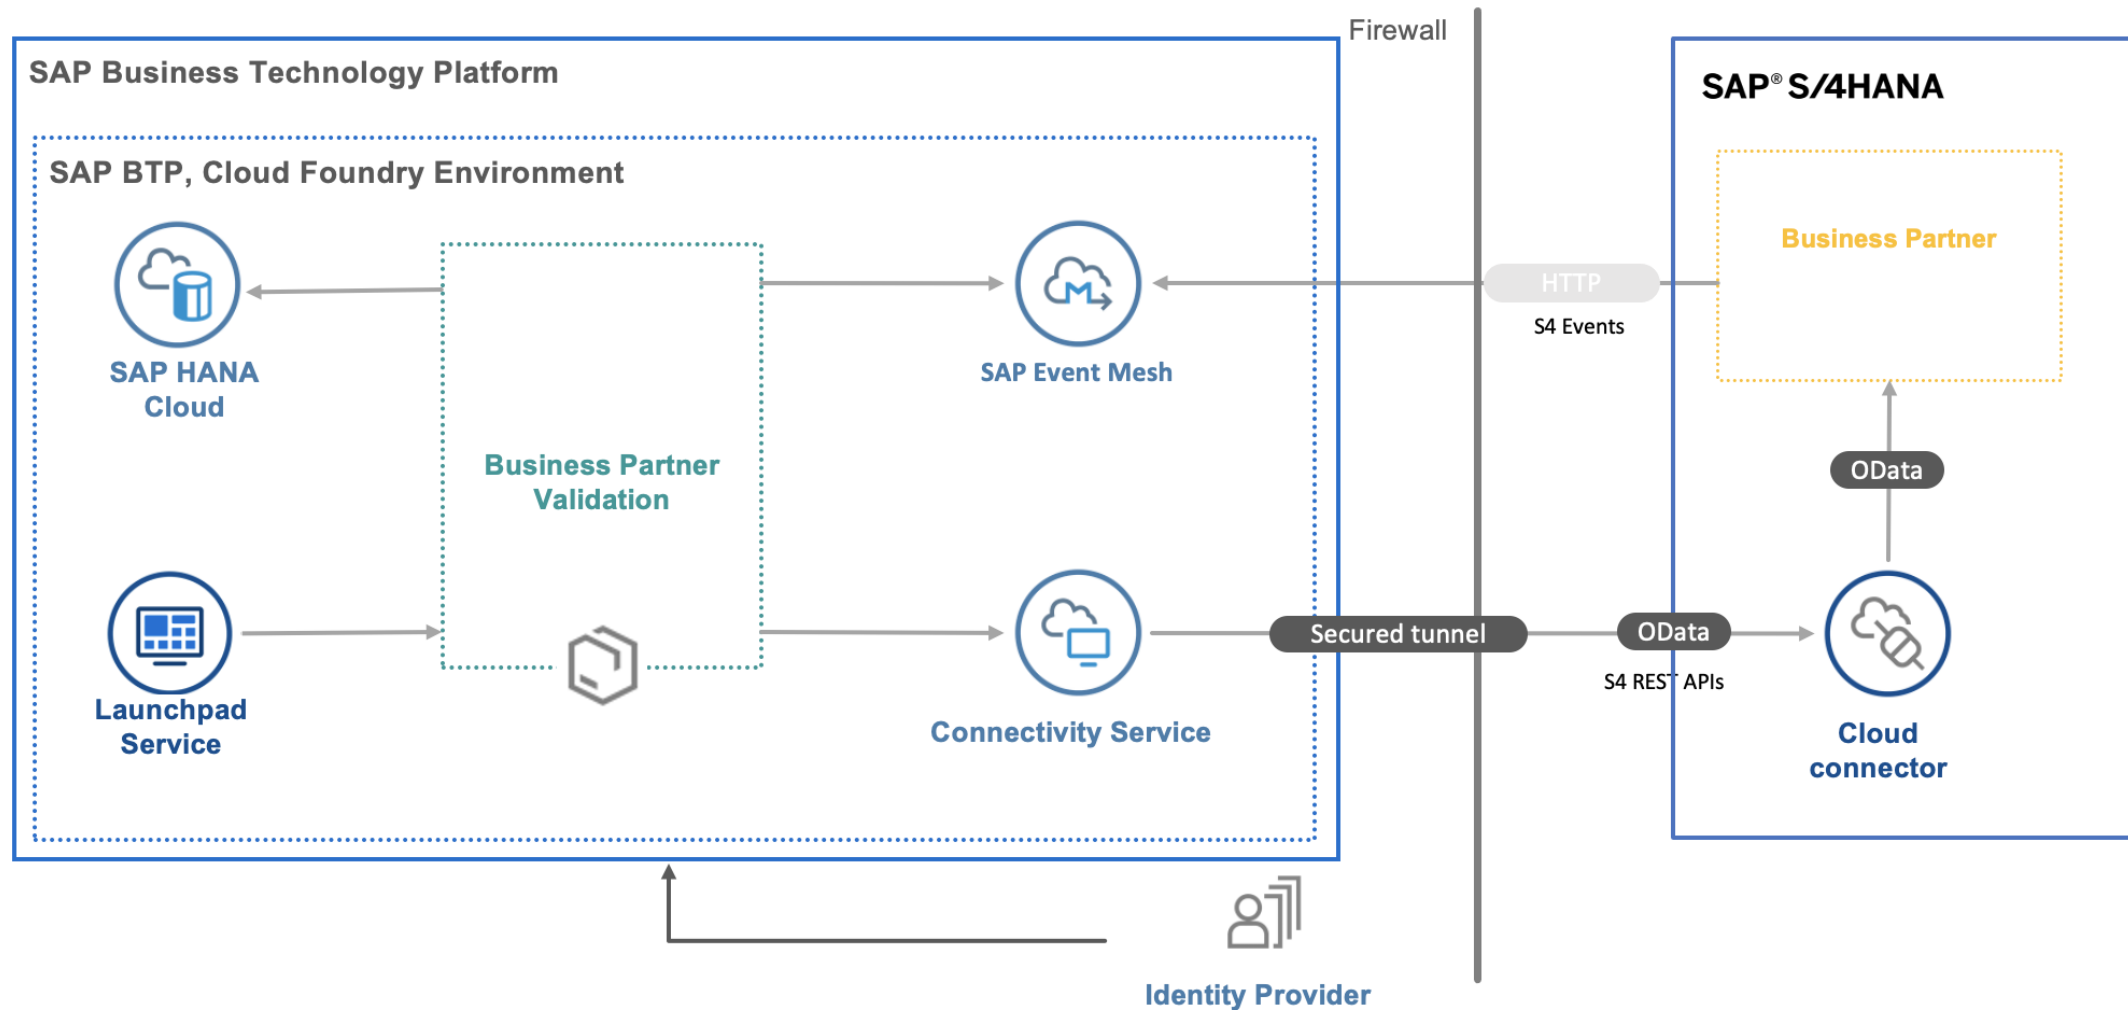 Firewall
SAP Business Technology Platform
SAP® S/4HANA
SAP BTP, Cloud Foundry Environment
Business Partner
HTTP
S4 Events
SAP HANA
Cloud
SAP Event Mesh
Business Partner
Validation
OData
Secured tunnel
OData
S4 REST APIs
Launchpad
Service
Connectivity Service
Cloud
connector
Identity Provider